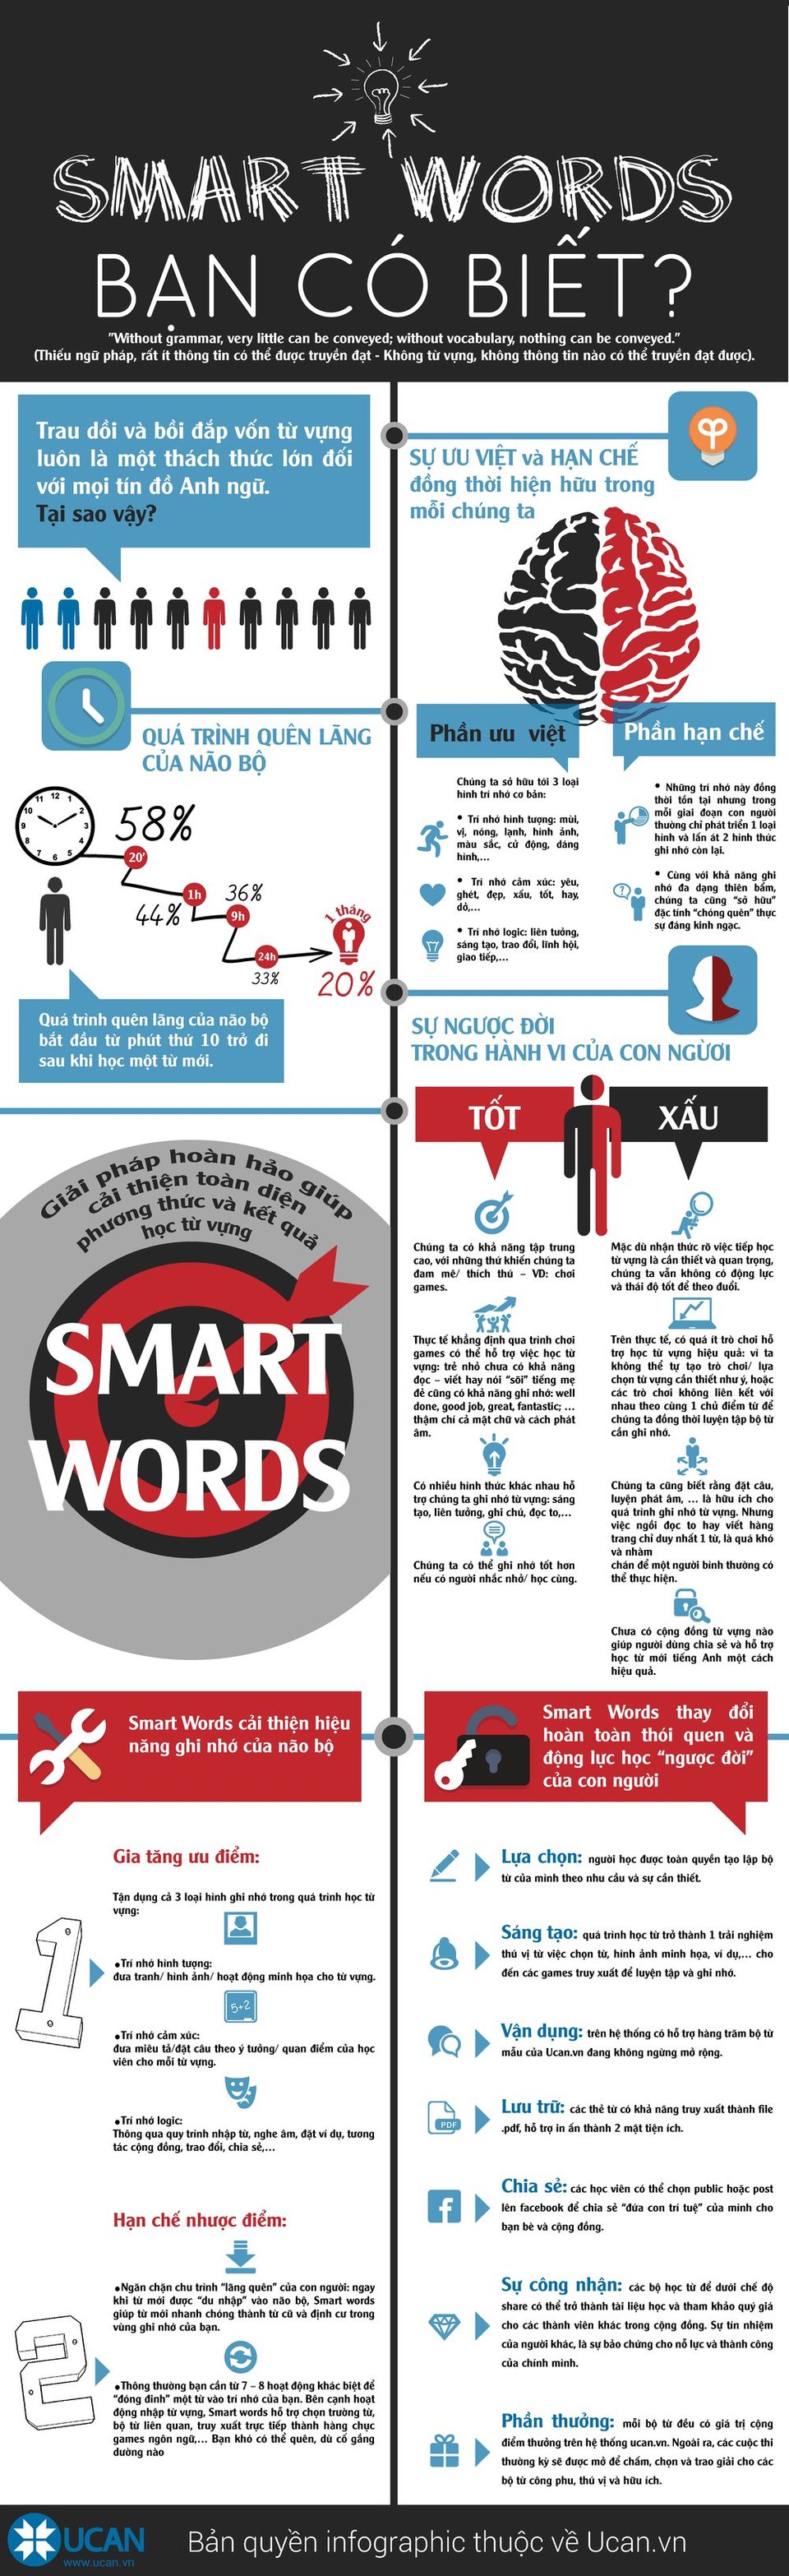 SMART WORDS
BẠN CÓ BIẾT?
"Without grammar, very little can be conveyed; without vocabulary, nothing can be conveyed."
(Thiếu ngữ pháp, rất ít thông tin có thể được truyền đạt - Không từ vựng, không thông tin nào có thể truyền đạt được).
Trau dồi và bồi đắp vốn từ vựng
luôn là một thách thức lớn đối
với mọi tín đồ Anh ngữ.
Tại sao vậy?
QUÁ TRÌNH QUÊN LÃNG
CỦA NÃO BỘ
12
1
2
3
4
5
6
7
8
9
10
11
58%
20'
1h
44%
36%
9h
24h
33%
1 tháng
20%
Quá trình quên lãng của não bộ
bắt đầu từ phút thứ 10 trở đi
sau khi học một từ mới.
SỰ ƯU VIỆT và HẠN CHẾ
đồng thời hiện hữu trong
mỗi chúng ta
Phần ưu việt
Chúng ta sở hữu tới 3 loại
hình trí nhớ cơ bản:
• Trí nhớ hình tượng: mùi,
vị, nóng, lạnh, hình ảnh,
màu sắc, cử động, dáng
hình,...
• Trí nhớ cảm xúc: yêu,
ghét, đẹp, xấu, tốt, hay,
dở,...
• Trí nhớ logic: liên tưởng,
sáng tạo, trao đổi, lĩnh hội,
giao tiếp,...
Phần hạn chế
• Những trí nhớ này đồng
thời tồn tại nhưng trong
mỗi giai đoạn con người
thường chỉ phát triển 1 loại
hình và lấn át 2 hình thức
ghi nhớ còn lại.
• Cùng với khả năng ghi
nhớ đa dạng thiên bẩm,
chúng ta cũng "sở hữu"
đặc tính "chóng quên" thực
sự đáng kinh ngạc.
SỰ NGƯỢC ĐỜI
TRONG HÀNH VI CỦA CON NGƯỜI
TỐT
Chúng ta có khả năng tập trung
cao, với những thứ khiến chúng ta
đam mê/ thích thú – VD: chơi
games.
Thực tế khẳng định qua trình chơi
games có thể hỗ trợ việc học từ
vựng: trẻ nhỏ chưa có khả năng
đọc – viết hay nói "sõi" tiếng mẹ
đẻ cũng có khả năng ghi nhớ: well
done, good job, great, fantastic; ...
thậm chí cả mặt chữ và cách phát
âm.
Có nhiều hình thức khác nhau hỗ
trợ chúng ta ghi nhớ từ vựng: sáng
tạo, liên tưởng, ghi chú, đọc to,...
Chúng ta có thể ghi nhớ tốt hơn
nếu có người nhắc nhở/ học cùng.
XẤU
Mặc dù nhận thức rõ việc tiếp học
từ vựng là cần thiết và quan trọng,
chúng ta vẫn không có động lực
và thái độ tốt để theo đuổi.
Trên thực tế, có quá ít trò chơi hỗ
trợ học từ vựng hiệu quả: vì ta
không thể tự tạo trò chơi/ lựa
chọn từ vựng cần thiết như ý, hoặc
các trò chơi không liên kết với
nhau theo cùng 1 chủ điểm từ để
chúng ta đồng thời luyện tập bộ từ
cần ghi nhớ.
Chúng ta cũng biết rằng đặt câu,
luyện phát âm, ... là hữu ích cho
quá trình ghi nhớ từ vựng. Nhưng
việc ngồi đọc to hay viết hàng
trang chỉ duy nhất 1 từ, là quá khó
và nhàm
chán để một người bình thường có
thể thực hiện.
Chưa có cộng đồng từ vựng nào
giúp người dùng chia sẻ và hỗ trợ
học từ mới tiếng Anh một cách
hiệu quả.
Giải pháp hoàn hảo giúp
cải thiện toàn diện
phương thức và kết quả
học từ vựng
SMART
WORDS
Smart Words cải thiện hiệu
năng ghi nhớ của não bộ
Gia tăng ưu điểm:
Tận dụng cả 3 loại hình ghi nhớ trong quá trình học từ
vựng:
1
•Trí nhớ hình tượng:
đưa tranh/ hình ảnh/ hoạt động minh họa cho từ vựng.
5+2
•Trí nhớ cảm xúc:
đưa miêu tả/đặt câu theo ý tưởng/ quan điểm của học
viên cho mỗi từ vựng.
•Trí nhớ logic:
Thông qua quy trình nhập từ, nghe âm, đặt ví dụ, tương
tác cộng đồng, trao đổi, chia sẻ,...
Hạn chế nhược điểm:
•Ngăn chặn chu trình "lãng quên" của con người: ngay
khi từ mới được "du nhập" vào não bộ, Smart words
giúp từ mới nhanh chóng thành từ cũ và định cư trong
vùng ghi nhớ của bạn.
2
•Thông thường bạn cần từ 7 – 8 hoạt động khác biệt để
"đóng đinh" một từ vào trí nhớ của bạn. Bên cạnh hoạt
động nhập từ vựng, Smart words hỗ trợ chọn trường từ,
bộ từ liên quan, truy xuất trực tiếp thành hàng chục
games ngôn ngữ,... Bạn khó có thể quên, dù cố gắng
dường nào
Smart Words thay đổi
hoàn toàn thói quen và
động lực học "ngược đời"
của con người
Lựa chọn: người học được toàn quyền tạo lập bộ
từ của mình theo nhu cầu và sự cần thiết.
Sáng tạo: quá trình học từ trở thành 1 trải nghiệm
thú vị từ việc chọn từ, hình ảnh minh họa, ví dụ,... cho
đến các games truy xuất để luyện tập và ghi nhớ.
Vận dụng: trên hệ thống có hỗ trợ hàng trăm bộ từ
mẫu của Ucan.vn đang không ngừng mở rộng.
PDF
Lưu trữ: các thẻ từ có khả năng truy xuất thành file
.pdf, hỗ trợ in ấn thành 2 mặt tiện ích.
Chia sẻ: các học viên có thể chọn public hoặc post
lên facebook để chia sẻ "đứa con trí tuệ" của mình cho
bạn bè và cộng đồng.
Sự công nhận: các bộ học từ để dưới chế độ
share có thể trở thành tài liệu học và tham khảo quý giá
cho các thành viên khác trong cộng đồng. Sự tín nhiệm
của người khác, là sự bảo chứng cho nỗ lực và thành công
của chính mình.
Phần thưởng: mỗi bộ từ đều có giá trị cộng
điểm thưởng trên hệ thống ucan.vn. Ngoài ra, các cuộc thi
thường kỳ sẽ được mở để chấm, chọn và trao giải cho các
bộ từ công phu, thú vị và hữu ích.
UCAN
www.ucan.vn
Bản quyền infographic thuộc về Ucan.vn